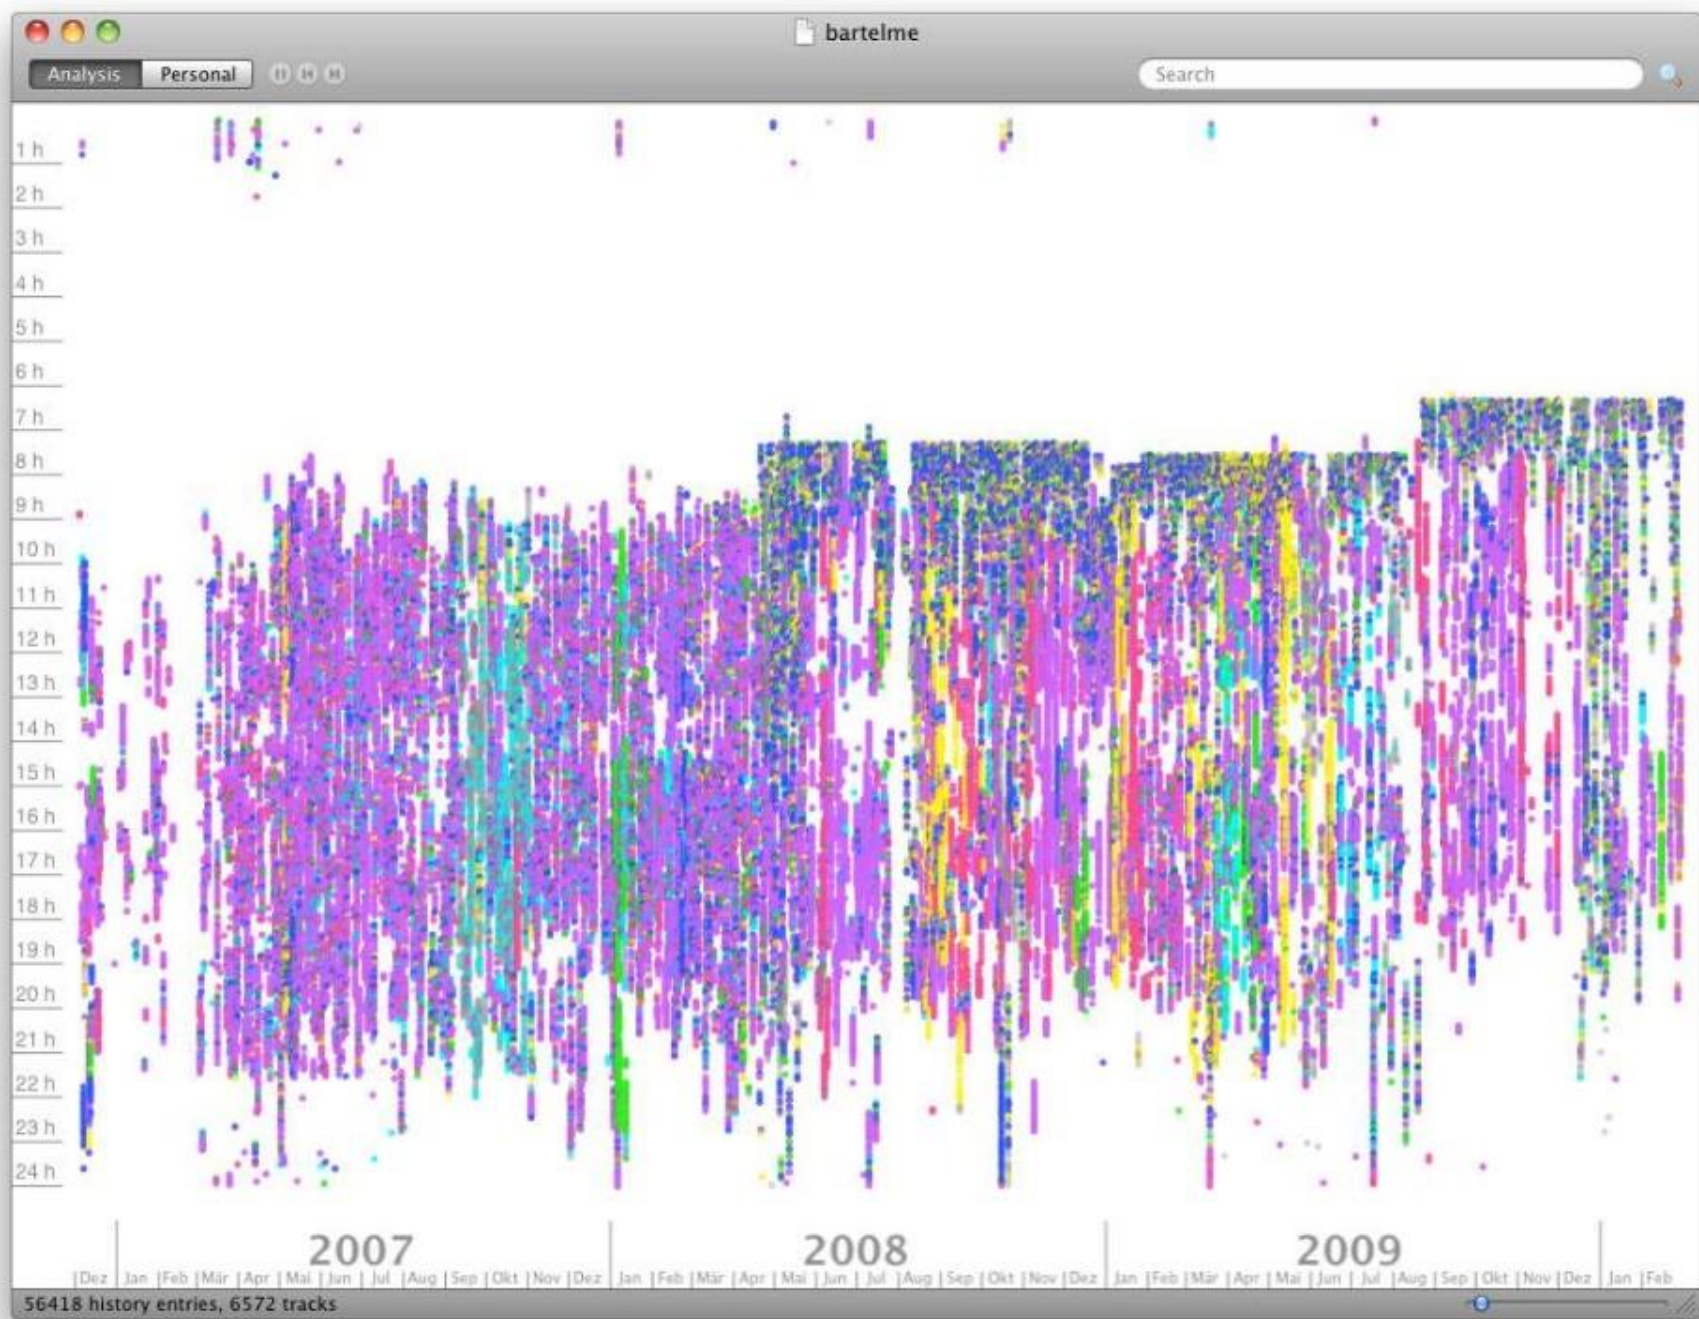 bartelme
Analysis Personal Search
1 h
2 h
3 h
4 h
5 h
6 h
7 h
8 h
9 h
10 h
11 h
12 h
13 h
14 h
15 h
16 h
17 h
18 h
19 h
20 h
21 h
22 h
23 h
24 h
2007 2008 2009
Dez Jan Feb Mär Apr Mai Jun Jul Aug Sep Okt Nov Dez Jan Feb Mär Apr Mai Jun Jul Aug Sep Okt Nov Dez Jan Feb Mär Apr Mai Jun Jul Aug Sep Okt Nov Dez Jan Feb
56418 history entries, 6572 tracks